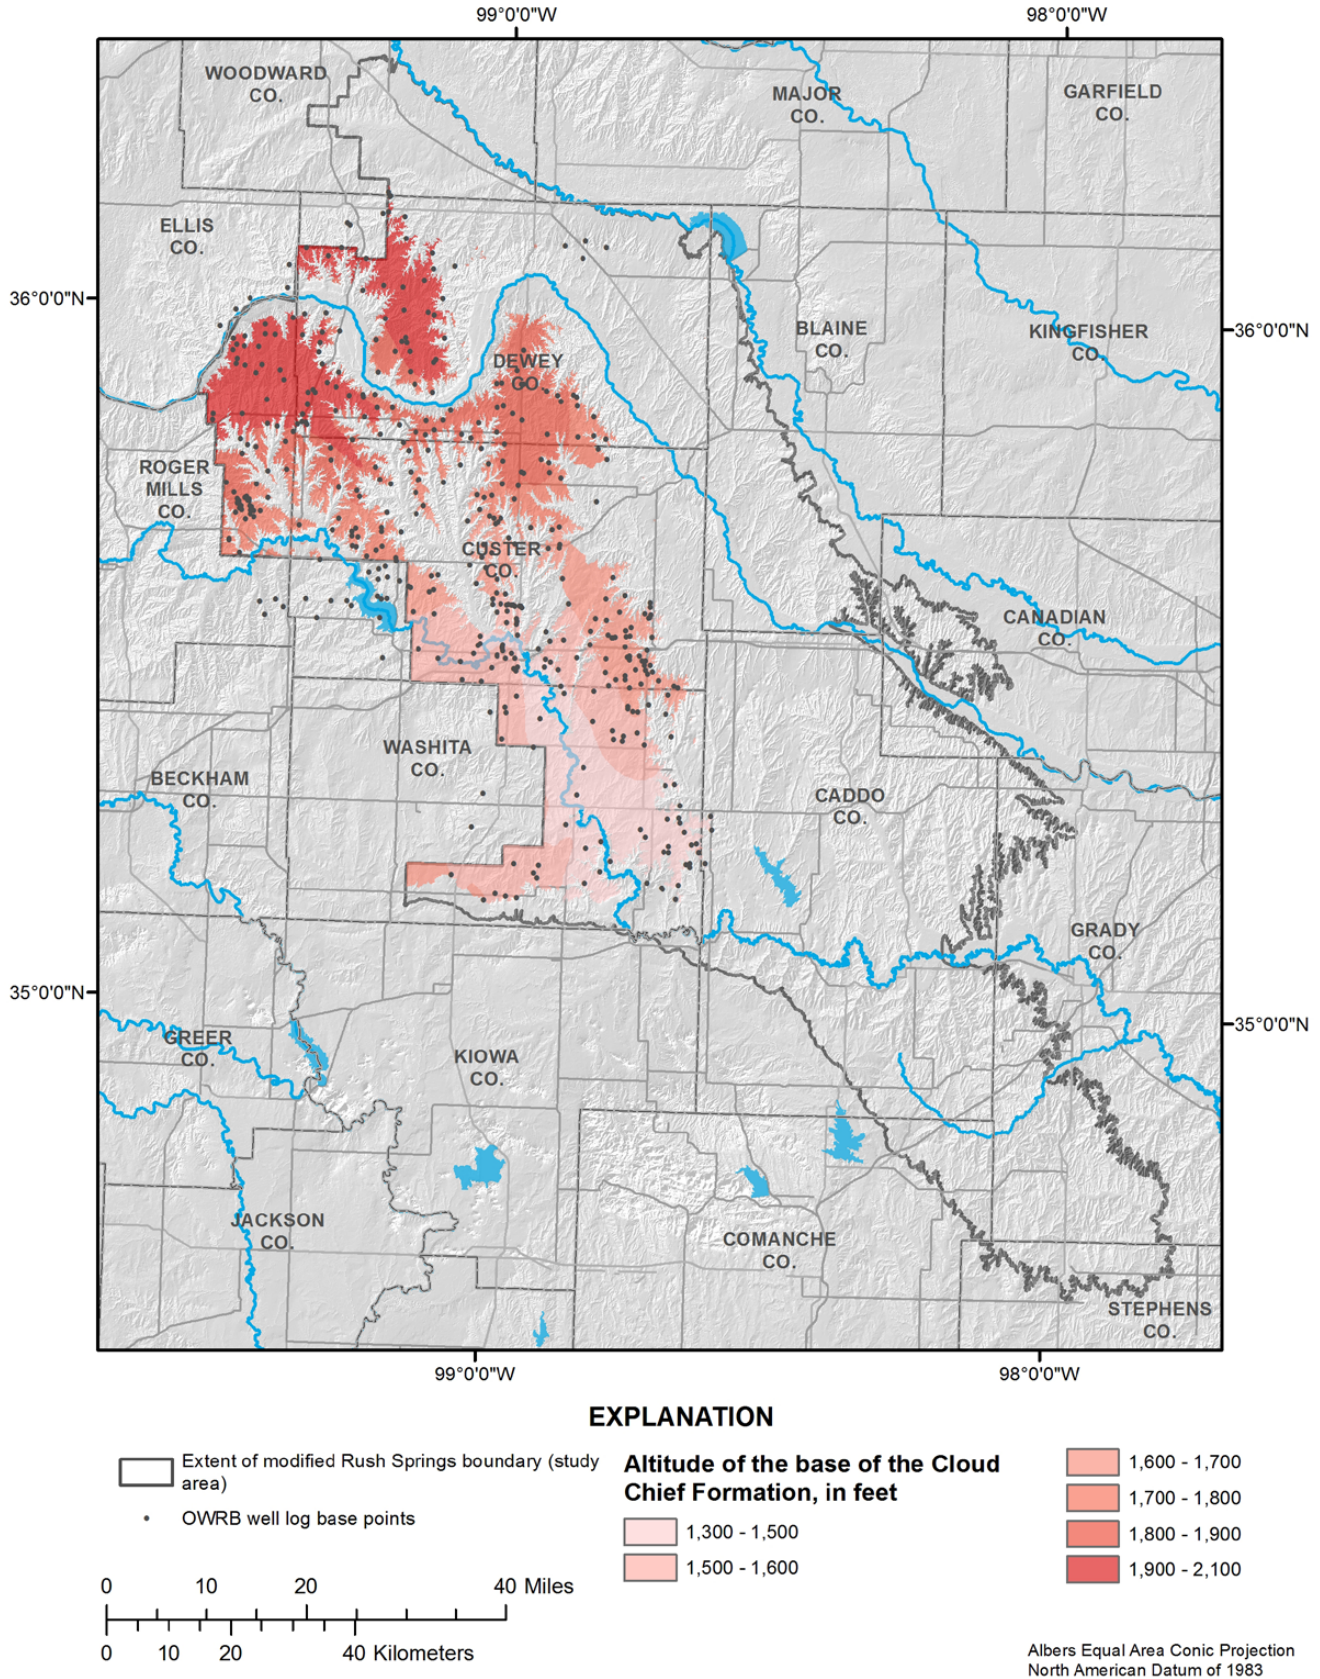 99°0'0"W
98°0'0"W
WOODWARD
CO.
MAJOR
CO.
GARFIELD
CO.
ELLIS
CO.
36°0'0"N
BLAINE
CO.
KINGFISHER
CO.
36°0'0"N
DEWEY
CO.
ROGER
MILLS
CO.
CUSTER
CO.
CANADIAN
CO.
WASHITA
CO.
BECKHAM
CO.
CADDO
CO.
GRADY
CO.
35°0'0"N
35°0'0"N
GREER
CO.
KIOWA
CO.
JACKSON
CO.
COMANCHE
CO.
STEPHENS
CO.
99°0'0"W
98°0'0"W
EXPLANATION
Extent of modified Rush Springs boundary (study
area)
OWRB well log base points
Altitude of the base of the Cloud
Chief Formation, in feet
1,300 - 1,500
1,500 - 1,600
1,600 - 1,700
1,700 - 1,800
1,800 - 1,900
1,900 - 2,100
0 10 20 40 Miles
0 10 20 40 Kilometers
Albers Equal Area Conic Projection
North American Datum of 1983